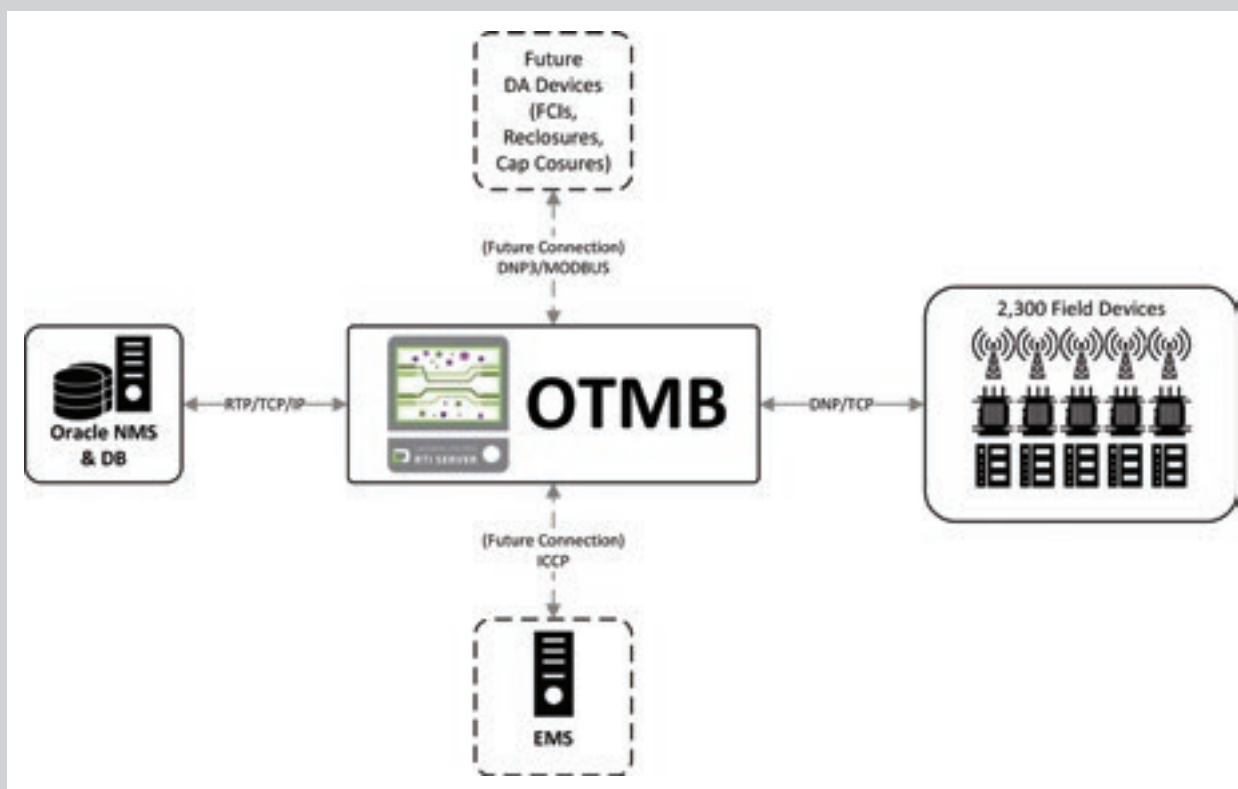 Future
DA Devices
(FCIs,
Reclosures,
Cap Cosures)
(Future Connection)
DNP3/MODBUS
2,300 Field Devices
Oracle NMS
& DB
RTP/TCP/IP
OTMB
RTI SERVER
DNP/TCP
(Future Connection)
ICCP
EMS